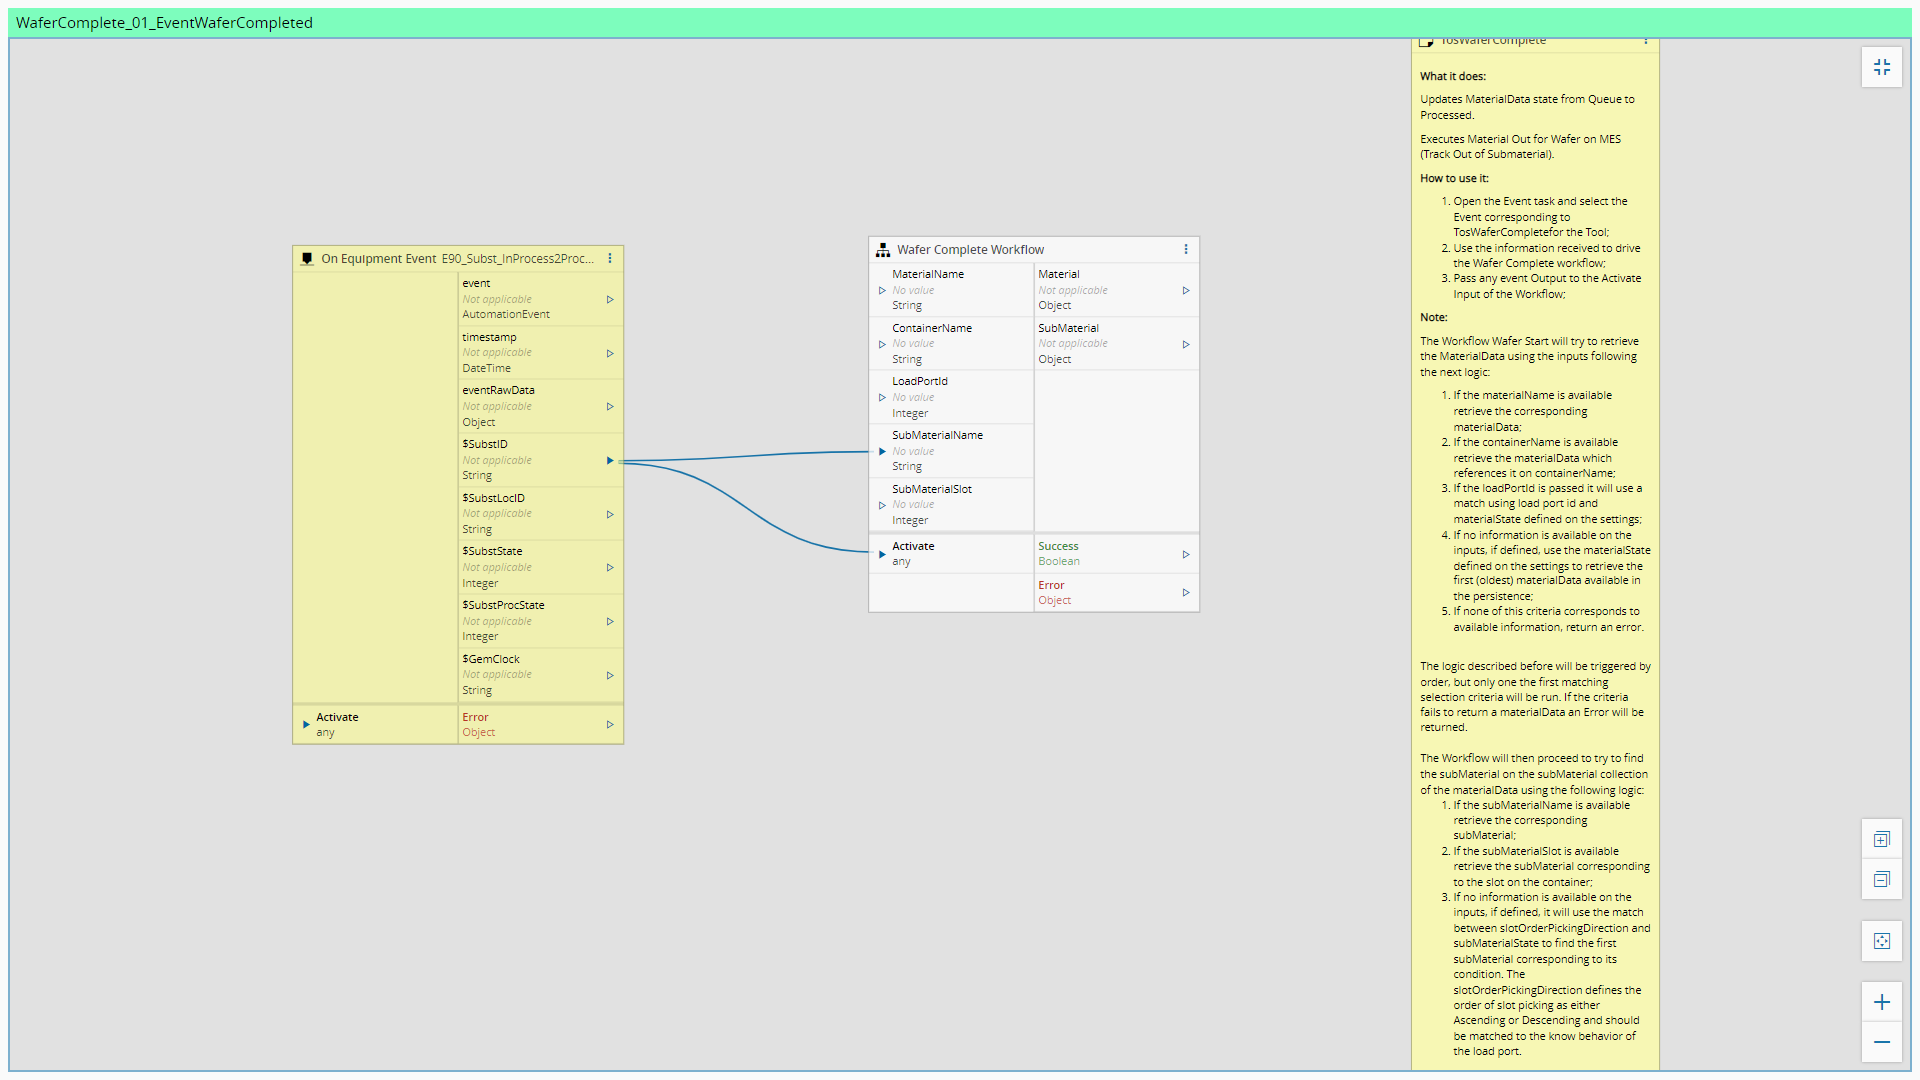 WaferComplete_01_EventWaferCompleted
On Equipment Event E90_Subst_InProcess2Proc...
event
Not applicable
AutomationEvent
timestamp
Not applicable
DateTime
eventRawData
Not applicable
Object
$SubstID
Not applicable
String
$SubstLocID
Not applicable
String
$SubstState
Not applicable
Integer
$SubstProcState
Not applicable
Integer
$GemClock
Not applicable
String
Activate
any
Error
Object
Wafer Complete Workflow
MaterialName
No value
String
ContainerName
No value
String
LoadPortId
No value
Integer
SubMaterialName
No value
String
SubMaterialSlot
No value
Integer
Material
Not applicable
Object
SubMaterial
Not applicable
Object
Activate
any
Success
Boolean
Error
Object
TosWaferComplete
What it does:
Updates MaterialData state from Queue to
Processed.
Executes Material Out for Wafer on MES
(Track Out of Submaterial).
How to use it:
1. Open the Event task and select the
Event corresponding to
TosWaferCompletefor the Tool;
2. Use the information received to drive
the Wafer Complete workflow;
3. Pass any event Output to the Activate
Input of the Workflow;
Note:
The Workflow Wafer Start will try to retrieve
the MaterialData using the inputs following
the next logic:
1. If the materialName is available
retrieve the corresponding
materialData;
2. If the containerName is available
retrieve the materialData which
references it on containerName;
3. If the loadPortId is passed it will use a
match using load port id and
materialState defined on the settings;
4. If no information is available on the
inputs, if defined, use the materialState
defined on the settings to retrieve the
first (oldest) materialData available in
the persistence;
5. If none of this criteria corresponds to
available information, return an error.
The logic described before will be triggered by
order, but only one the first matching
selection criteria will be run. If the criteria
fails to return a materialData an Error will be
returned.
The Workflow will then proceed to try to find
the subMaterial on the subMaterial collection
of the materialData using the following logic:
1. If the subMaterialName is available
retrieve the corresponding
subMaterial;
2. If the subMaterialSlot is available
retrieve the subMaterial corresponding
to the slot on the container;
3. If no information is available on the
inputs, if defined, it will use the match
between slotOrderPickingDirection and
subMaterialState to find the first
subMaterial corresponding to its
condition. The
slotOrderPickingDirection defines the
order of slot picking as either
Ascending or Descending and should
be matched to the know behavior of
the load port.